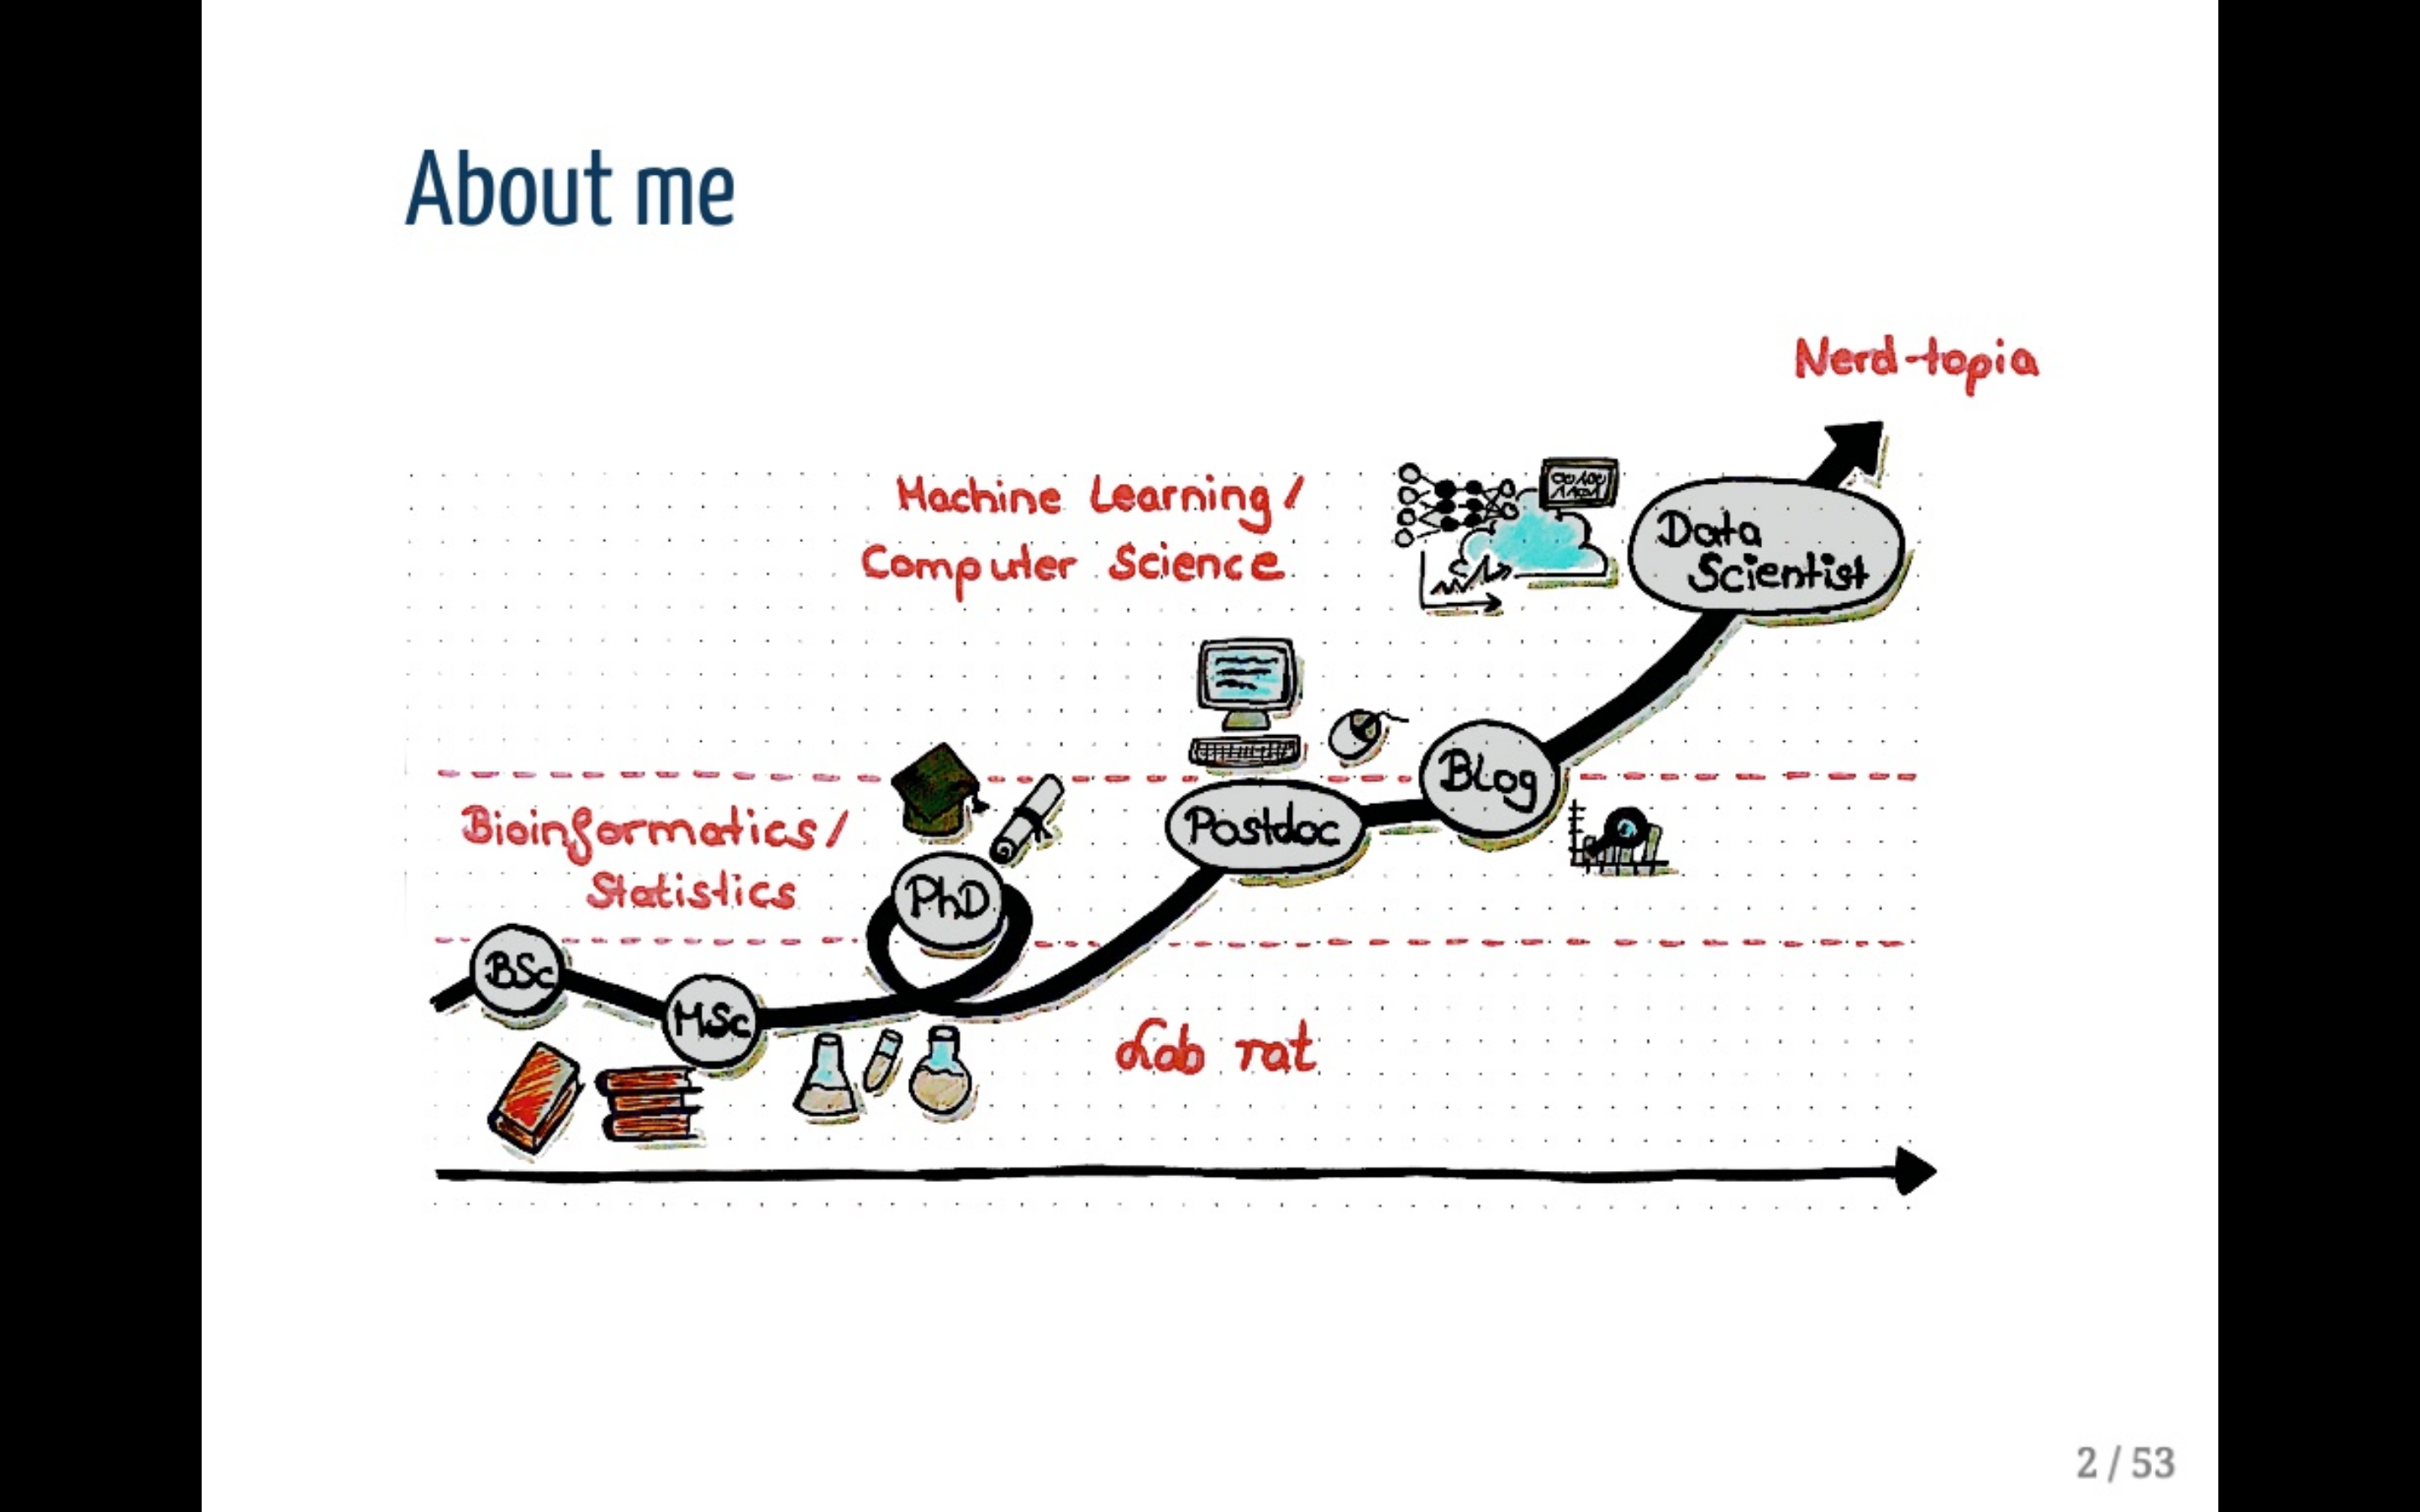 About me
Nerd-topia
Machine Learning /
Computer Science
Data
Scientist
Blog
Bioinformatics /
Statistics
Postdoc
PhD
BSc
MSc
Lab rat
2 / 53